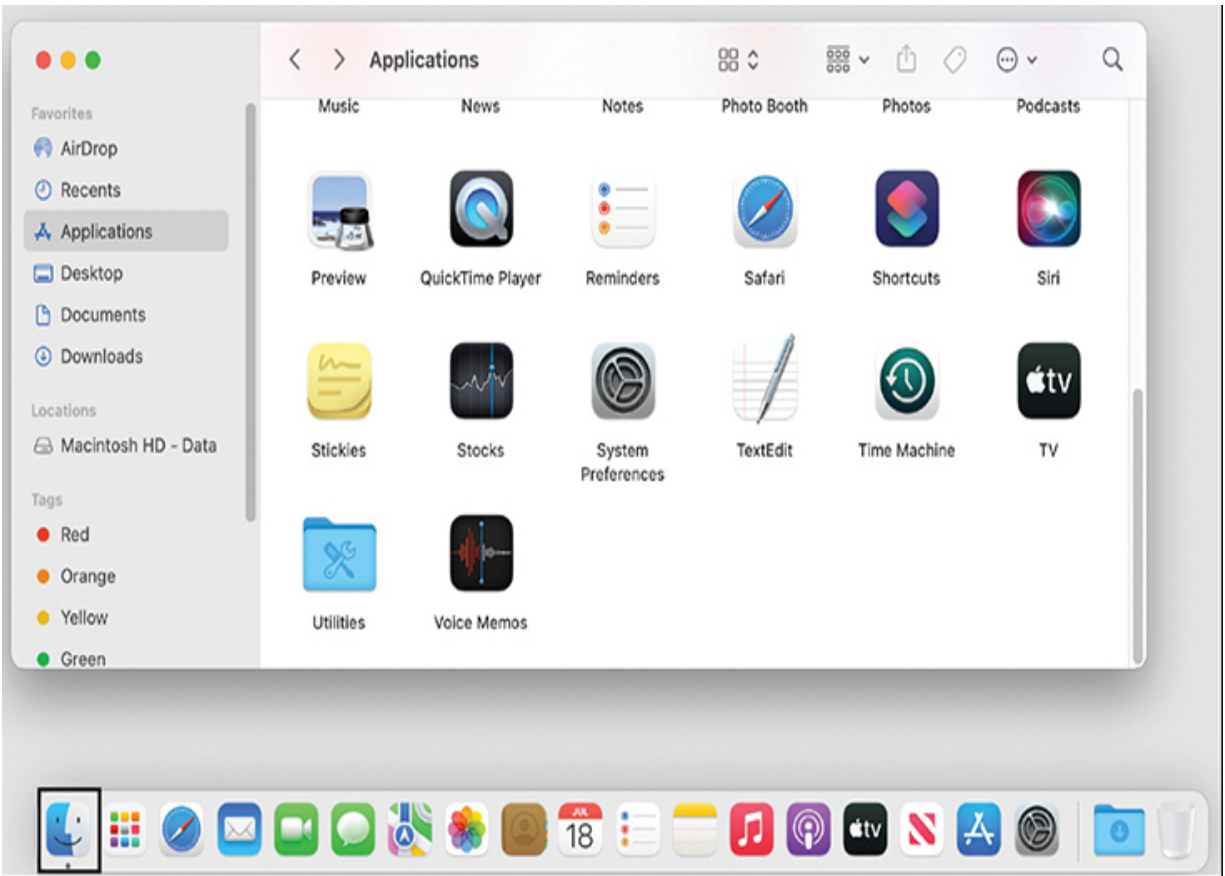 Applications
Favorites
AirDrop
Recents
Applications
Desktop
Documents
Downloads
Locations
Macintosh HD - Data
Tags
Red
Orange
Yellow
Green
Music News Notes Photo Booth Photos Podcasts
Preview QuickTime Player Reminders Safari Shortcuts Siri
tv
Stickies Stocks System Preferences TextEdit Time Machine TV
Utilities Voice Memos
JUL
18
tv